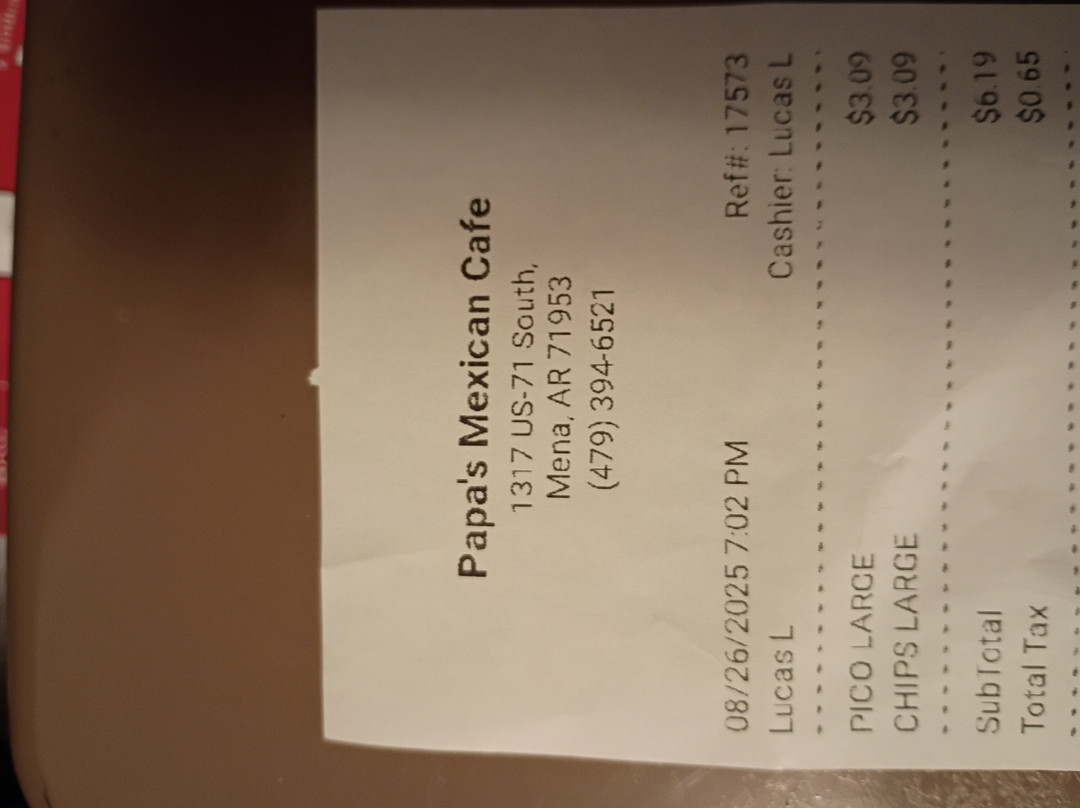 Papa's Mexican Cafe
1317 US-71 South,
Mena, AR 71953
(479) 394-6521
08/26/2025 7:02 PM Ref#: 17573
Lucas L Cashier: Lucas L
PICO LARGE $3.09
CHIPS LARGE $3.09
SubTotal $6.19
Total Tax $0.65